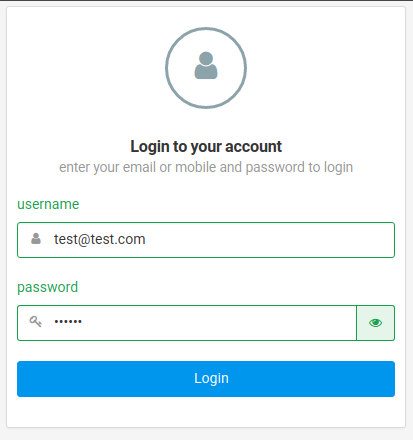 Login to your account
enter your email or mobile and password to login
username
test@test.com
password
••••••
Login